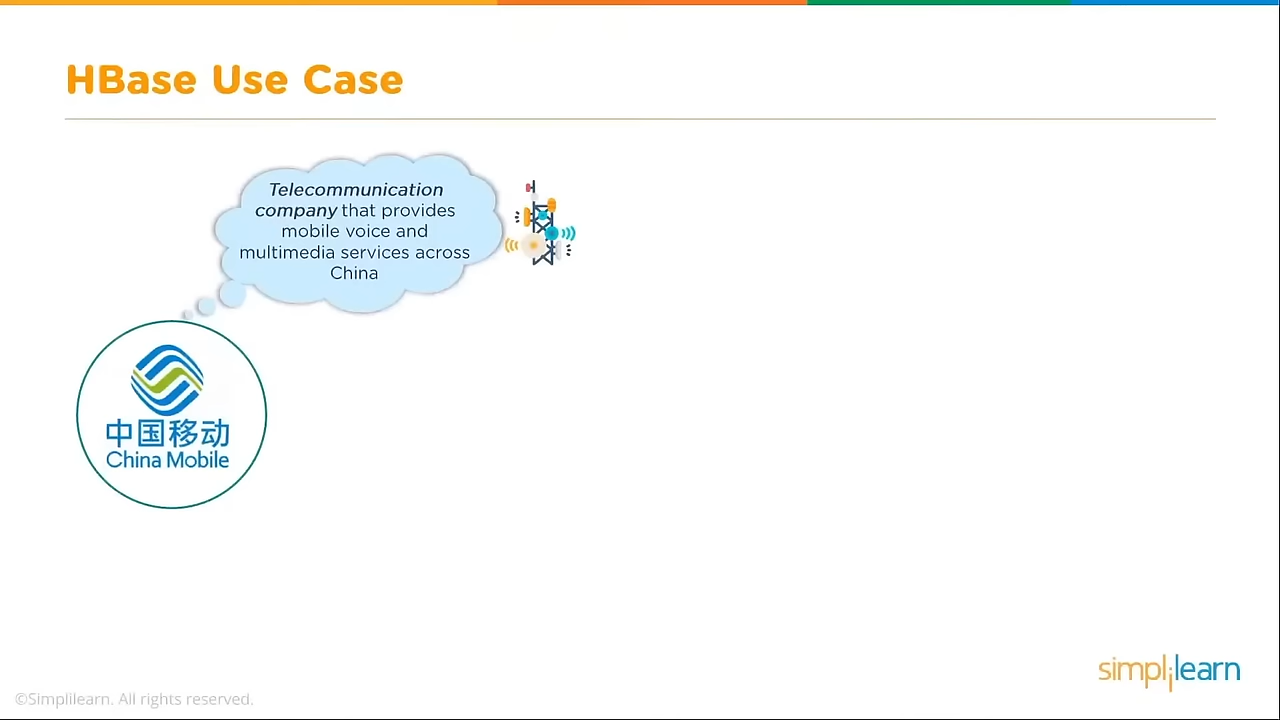 HBase Use Case
Telecommunication
company that provides
mobile voice and
multimedia services across
China
中国移动
China Mobile
simplilearn
©Simplilearn. All rights reserved.